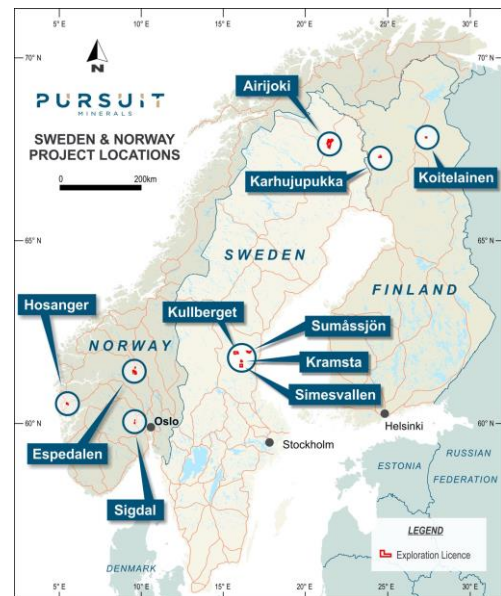 5° E
10° E
15° E
20° E
25° E
30° E
70° N
N
PURSUIT
MINERALS
SWEDEN & NORWAY
PROJECT LOCATIONS
0
200km
Airijoki
Karhujupukka
Koitelainen
65° N
65° N
SWEDEN
FINLAND
Hosanger
Kullberget
Sumåssjön
NORWAY
Kramsta
Simesvallen
60° N
Oslo
Helsinki
60° N
Stockholm
Espedalen
ESTONIA
RUSSIAN
FEDERATION
Sigdal
LEGEND
Exploration Licence
DENMARK
5° E
10° E
15° E
20° E
25° E
30° E